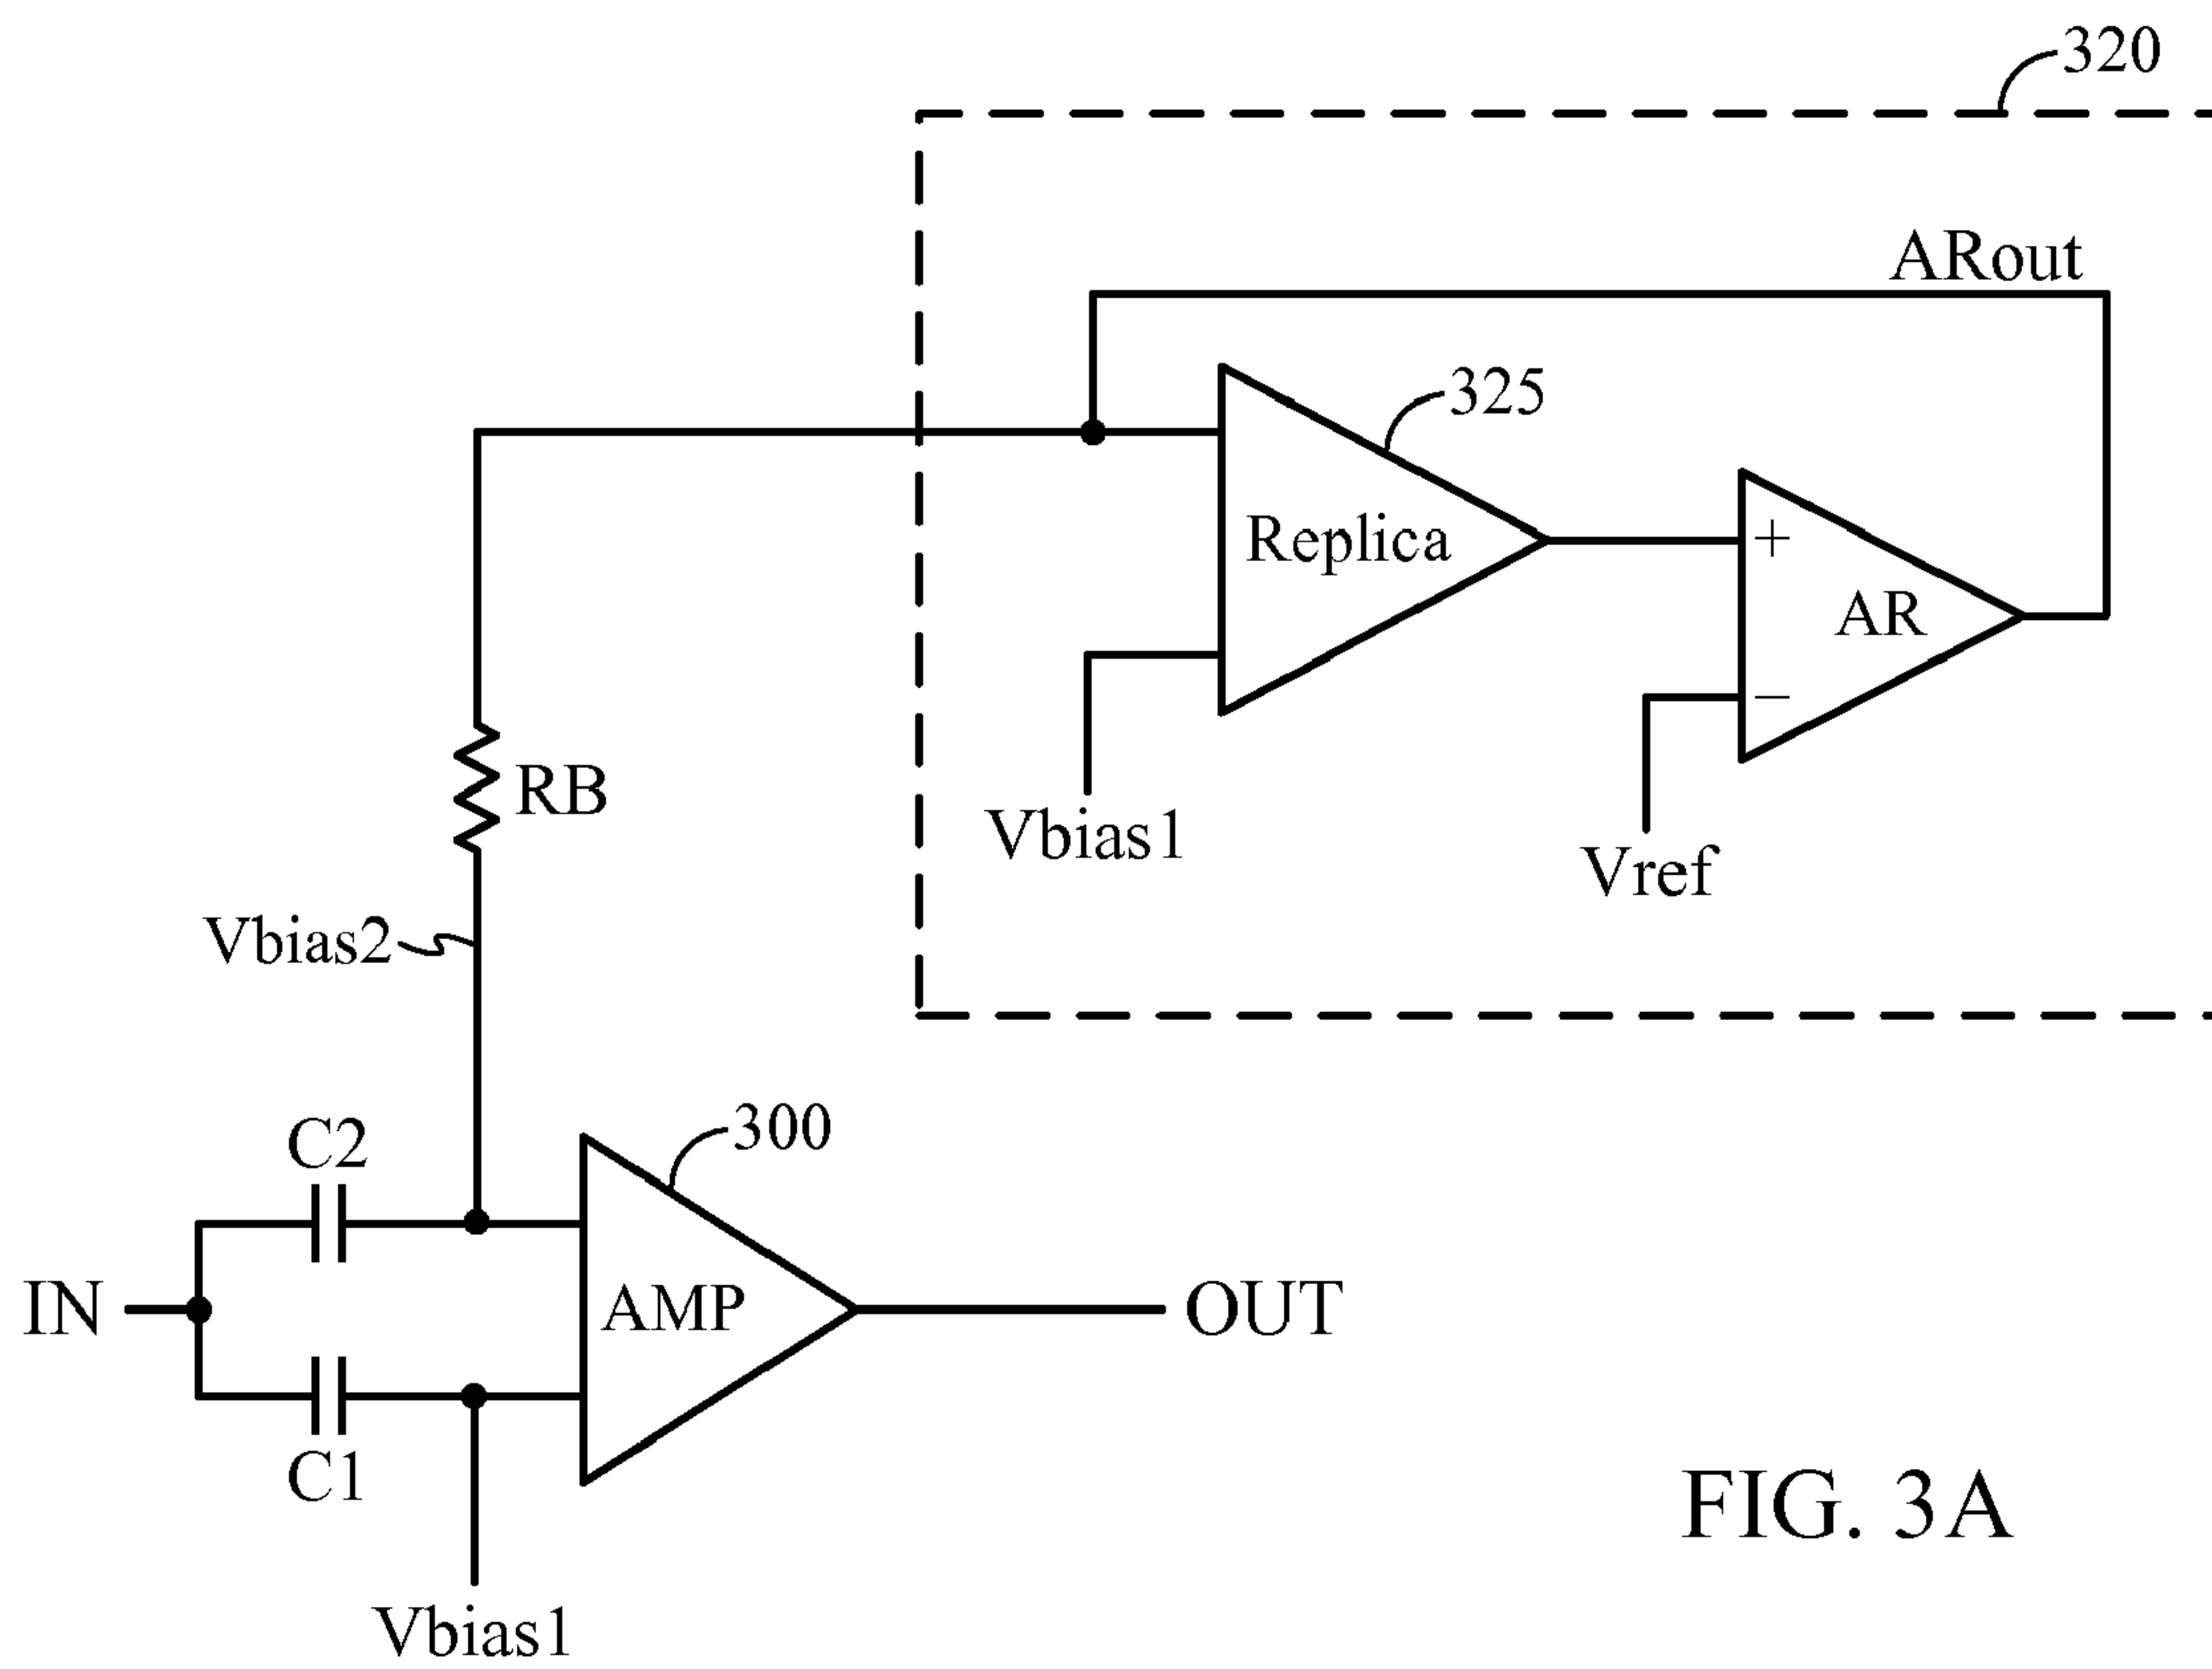 320
ARout
325
Replica
+
AR
−
Vbias1
Vref
RB
Vbias2
300
C2
IN
AMP
OUT
C1
Vbias1
FIG. 3A